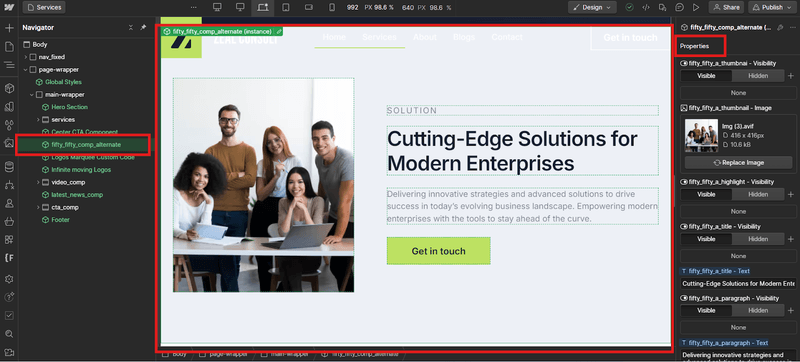 Services
...
992 PX 98.6 %
640 PX 98.6 %
Design
Share
Publish
Navigator
Body
nav_fixed
page-wrapper
Global Styles
main-wrapper
Hero Section
services
Center CTA Component
fifty_fifty_comp_alternate
Logos Marquee Custom Code
Infinite moving Logos
video_comp
latest_news_comp
cta_comp
Footer
fifty_fifty_comp_alternate (instance)
ZEAL CONSULT
Home
Services
About
Blogs
Contact
Get in touch
SOLUTION
Cutting-Edge Solutions for
Modern Enterprises
Delivering innovative strategies and advanced solutions to drive
success in today's evolving business landscape. Empowering modern
enterprises with the tools to stay ahead of the curve.
Get in touch
Body
page-wrapper
main-wrapper
fifty_fifty_comp_alternate
fifty_fifty_comp_alternate (...
Properties
fifty_fifty_a_thumbnai - Visibility
Visible
Hidden
None
fifty_fifty_a_thumbnail - Image
Img (3).avif
416 x 416px
10.6 kB
Replace Image
fifty_fifty_a_highlight - Visibility
Visible
Hidden
None
fifty_fifty_a_title - Visibility
Visible
Hidden
None
T fifty_fifty_a_title - Text
Cutting-Edge Solutions for Modern Ente
fifty_fifty_a_paragraph - Visibility
Visible
Hidden
None
T fifty_fifty_a_paragraph - Text
Delivering innovative strategies and